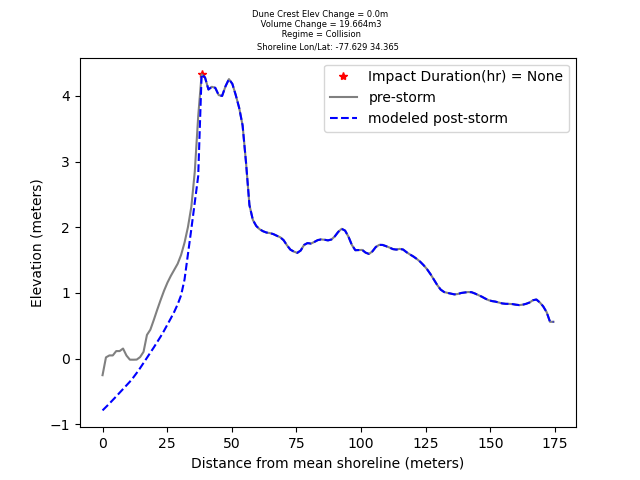 Dune Crest Elev Change = 0.0m
Volume Change = 19.664m3
Regime = Collision
Shoreline Lon/Lat: -77.629 34.365
Impact Duration(hr) = None
pre-storm
modeled post-storm
Elevation (meters)
4
3
2
1
0
−1
0 25 50 75 100 125 150 175
Distance from mean shoreline (meters)